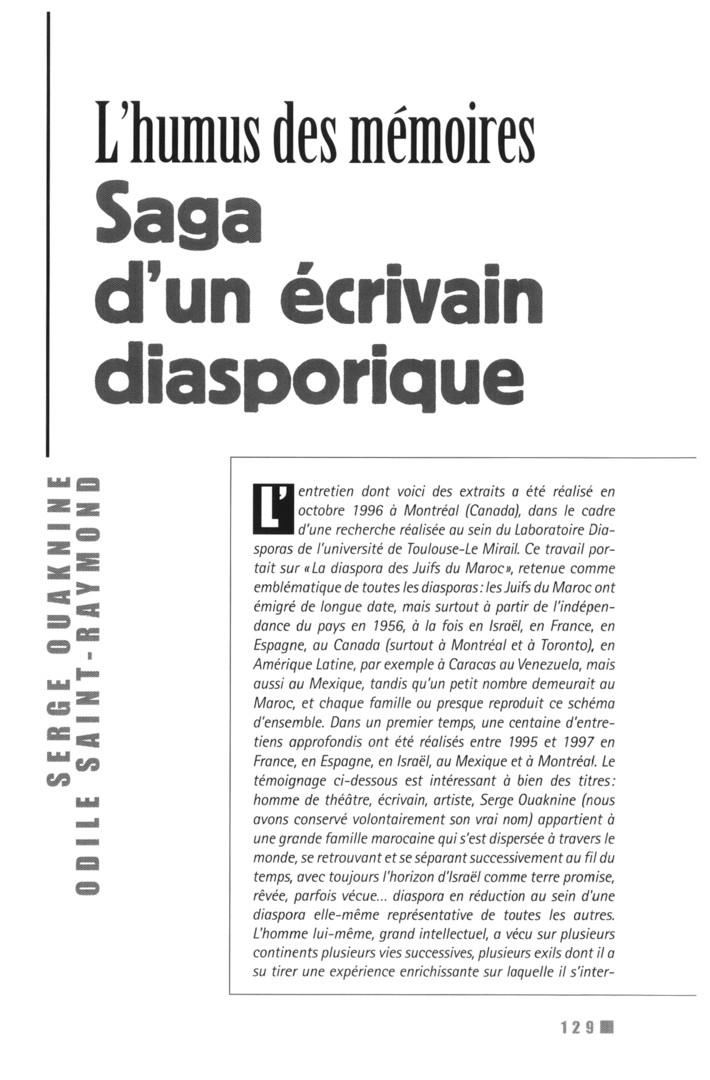 L'humus des mémoires
Saga
d'un écrivain
diasporique
SERGE OUAKNINE
ODILE SAINT-RAYMOND
L'entretien dont voici des extraits a été réalisé en
octobre 1996 à Montréal (Canada), dans le cadre
d'une recherche réalisée au sein du Laboratoire Dia-
sporas de l'université de Toulouse-Le Mirail. Ce travail por-
tait sur «La diaspora des Juifs du Maroc», retenue comme
emblématique de toutes les diasporas: les Juifs du Maroc ont
émigré de longue date, mais surtout à partir de l'indépen-
dance du pays en 1956, à la fois en Israël, en France, en
Espagne, au Canada (surtout à Montréal et à Toronto), en
Amérique Latine, par exemple à Caracas au Venezuela, mais
aussi au Mexique, tandis qu'un petit nombre demeurait au
Maroc, et chaque famille ou presque reproduit ce schéma
d'ensemble. Dans un premier temps, une centaine d'entre-
tiens approfondis ont été réalisés entre 1995 et 1997 en
France, en Espagne, en Israël, au Mexique et à Montréal. Le
témoignage ci-dessous est intéressant à bien des titres:
homme de théâtre, écrivain, artiste, Serge Ouaknine (nous
avons conservé volontairement son vrai nom) appartient à
une grande famille marocaine qui s'est dispersée à travers le
monde, se retrouvant et se séparant successivement au fil du
temps, avec toujours l'horizon d'Israël comme terre promise,
rêvée, parfois vécue... diaspora en réduction au sein d'une
diaspora elle-même représentative de toutes les autres.
L'homme lui-même, grand intellectuel, a vécu sur plusieurs
continents plusieurs vies successives, plusieurs exils dont il a
su tirer une expérience enrichissante sur laquelle il s'inter-
129